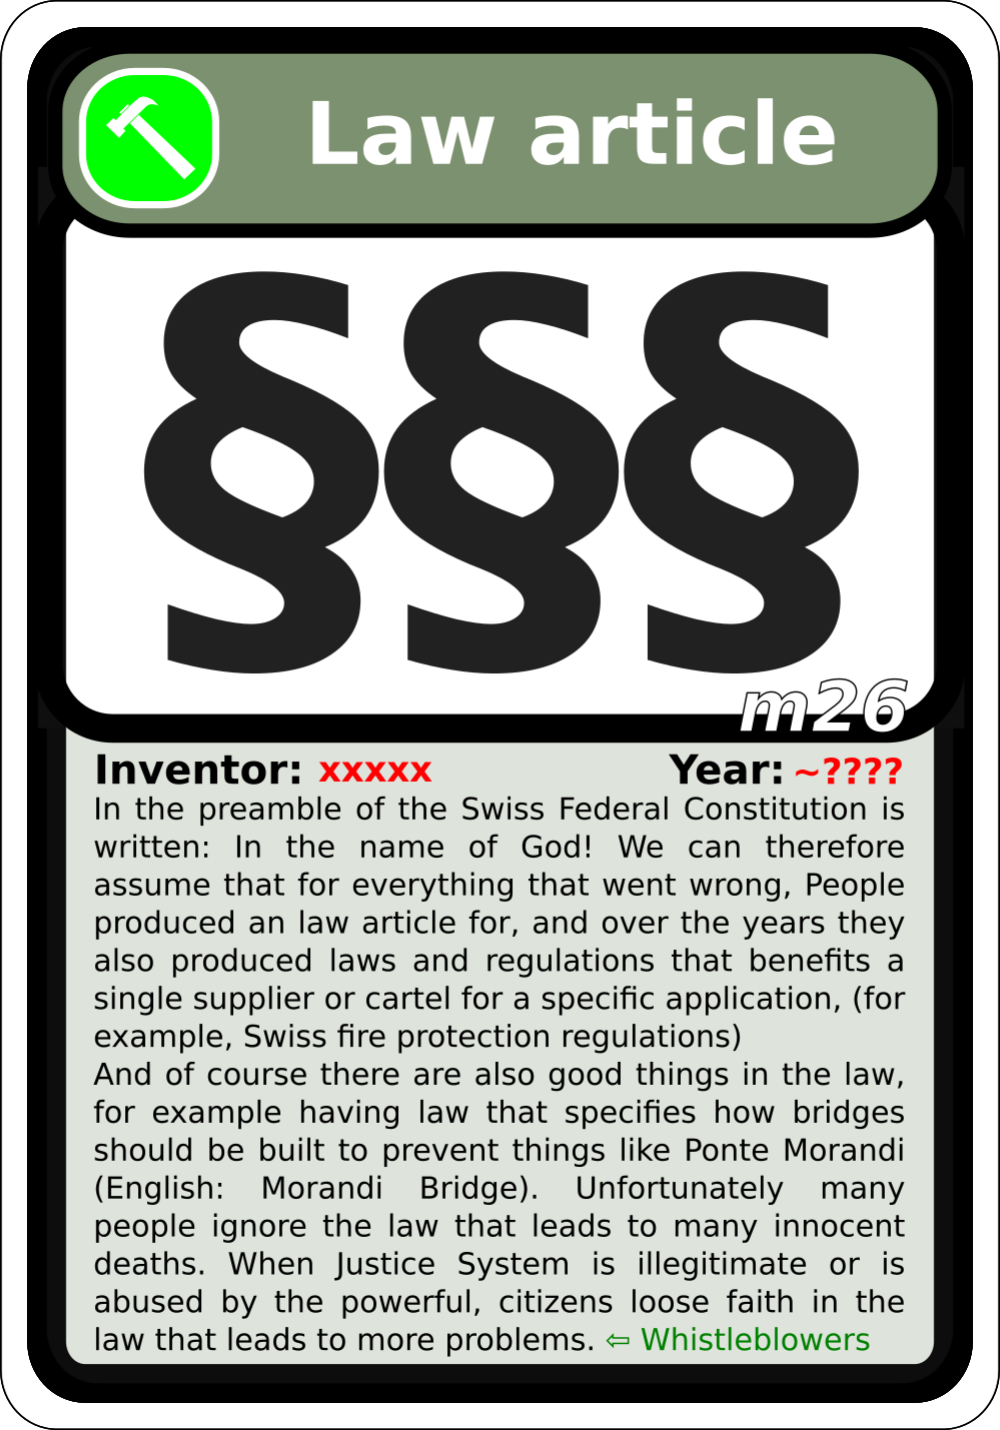 Law article
§§§
m26
Inventor: xxxxx Year: ~????
In the preamble of the Swiss Federal Constitution is
written: In the name of God! We can therefore
assume that for everything that went wrong, People
produced an law article for, and over the years they
also produced laws and regulations that benefits a
single supplier or cartel for a specific application, (for
example, Swiss fire protection regulations)
And of course there are also good things in the law,
for example having law that specifies how bridges
should be built to prevent things like Ponte Morandi
(English: Morandi Bridge). Unfortunately many
people ignore the law that leads to many innocent
deaths. When Justice System is illegitimate or is
abused by the powerful, citizens loose faith in the
law that leads to more problems. ⇦ Whistleblowers